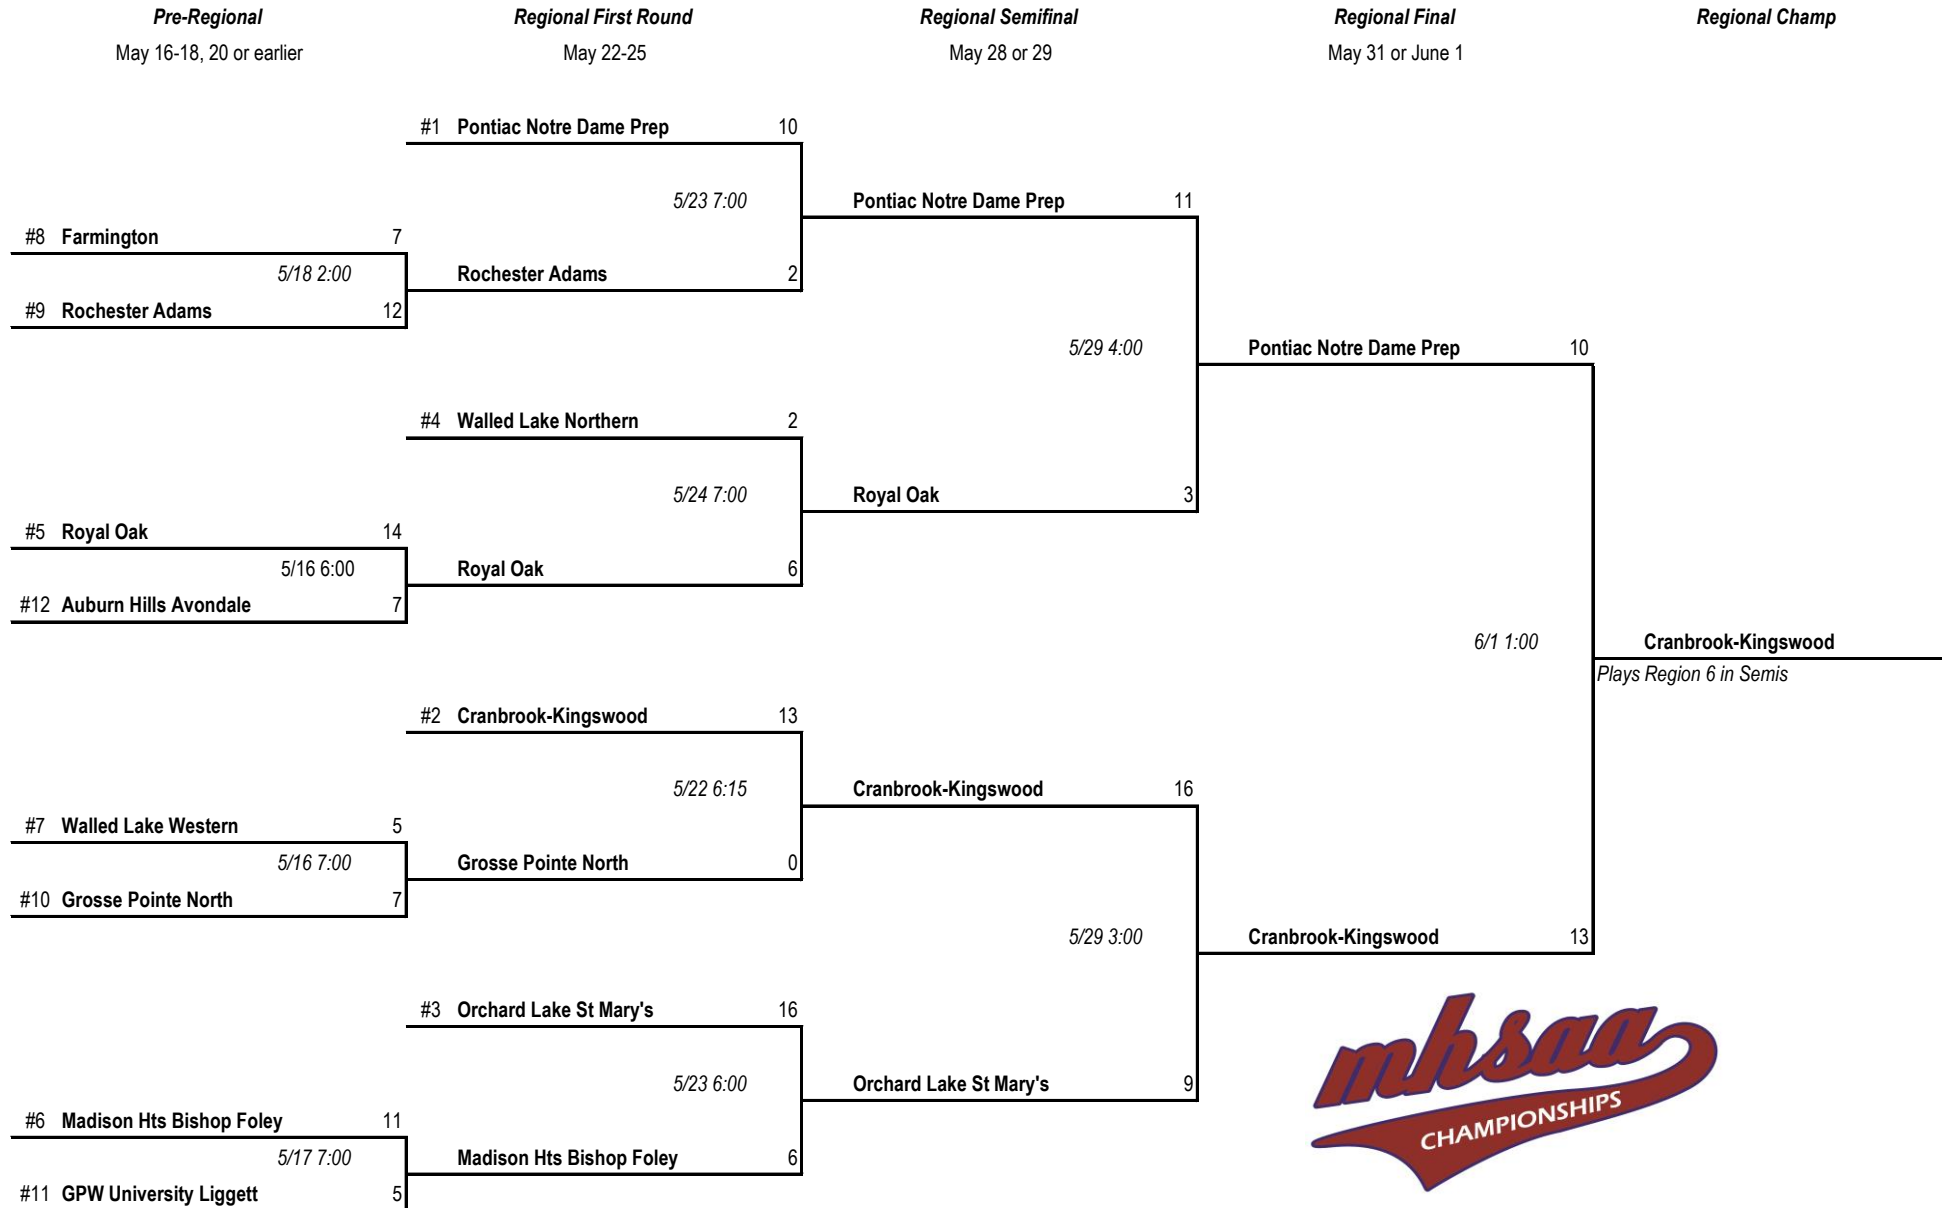 Pre-Regional Regional First Round Regional Semifinal Regional Final Regional Champ
May 16-18, 20 or earlier May 22-25 May 28 or 29 May 31 or June 1
#1 Pontiac Notre Dame Prep 10
5/23 7:00 Pontiac Notre Dame Prep 11
#8 Farmington 7
5/18 2:00 Rochester Adams 2
#9 Rochester Adams 12
5/29 4:00 Pontiac Notre Dame Prep 10
#4 Walled Lake Northern 2
5/24 7:00 Royal Oak 3
#5 Royal Oak 14
5/16 6:00 Royal Oak 6
#12 Auburn Hills Avondale 7
6/1 1:00 Cranbrook-Kingswood
Plays Region 6 in Semis
#2 Cranbrook-Kingswood 13
5/22 6:15 Cranbrook-Kingswood 16
#7 Walled Lake Western 5
5/16 7:00 Grosse Pointe North 0
#10 Grosse Pointe North 7
5/29 3:00 Cranbrook-Kingswood 13
#3 Orchard Lake St Mary's 16
5/23 6:00 Orchard Lake St Mary's 9
#6 Madison Hts Bishop Foley 11
5/17 7:00 Madison Hts Bishop Foley 6
#11 GPW University Liggett 5
mhsaa
CHAMPIONSHIPS